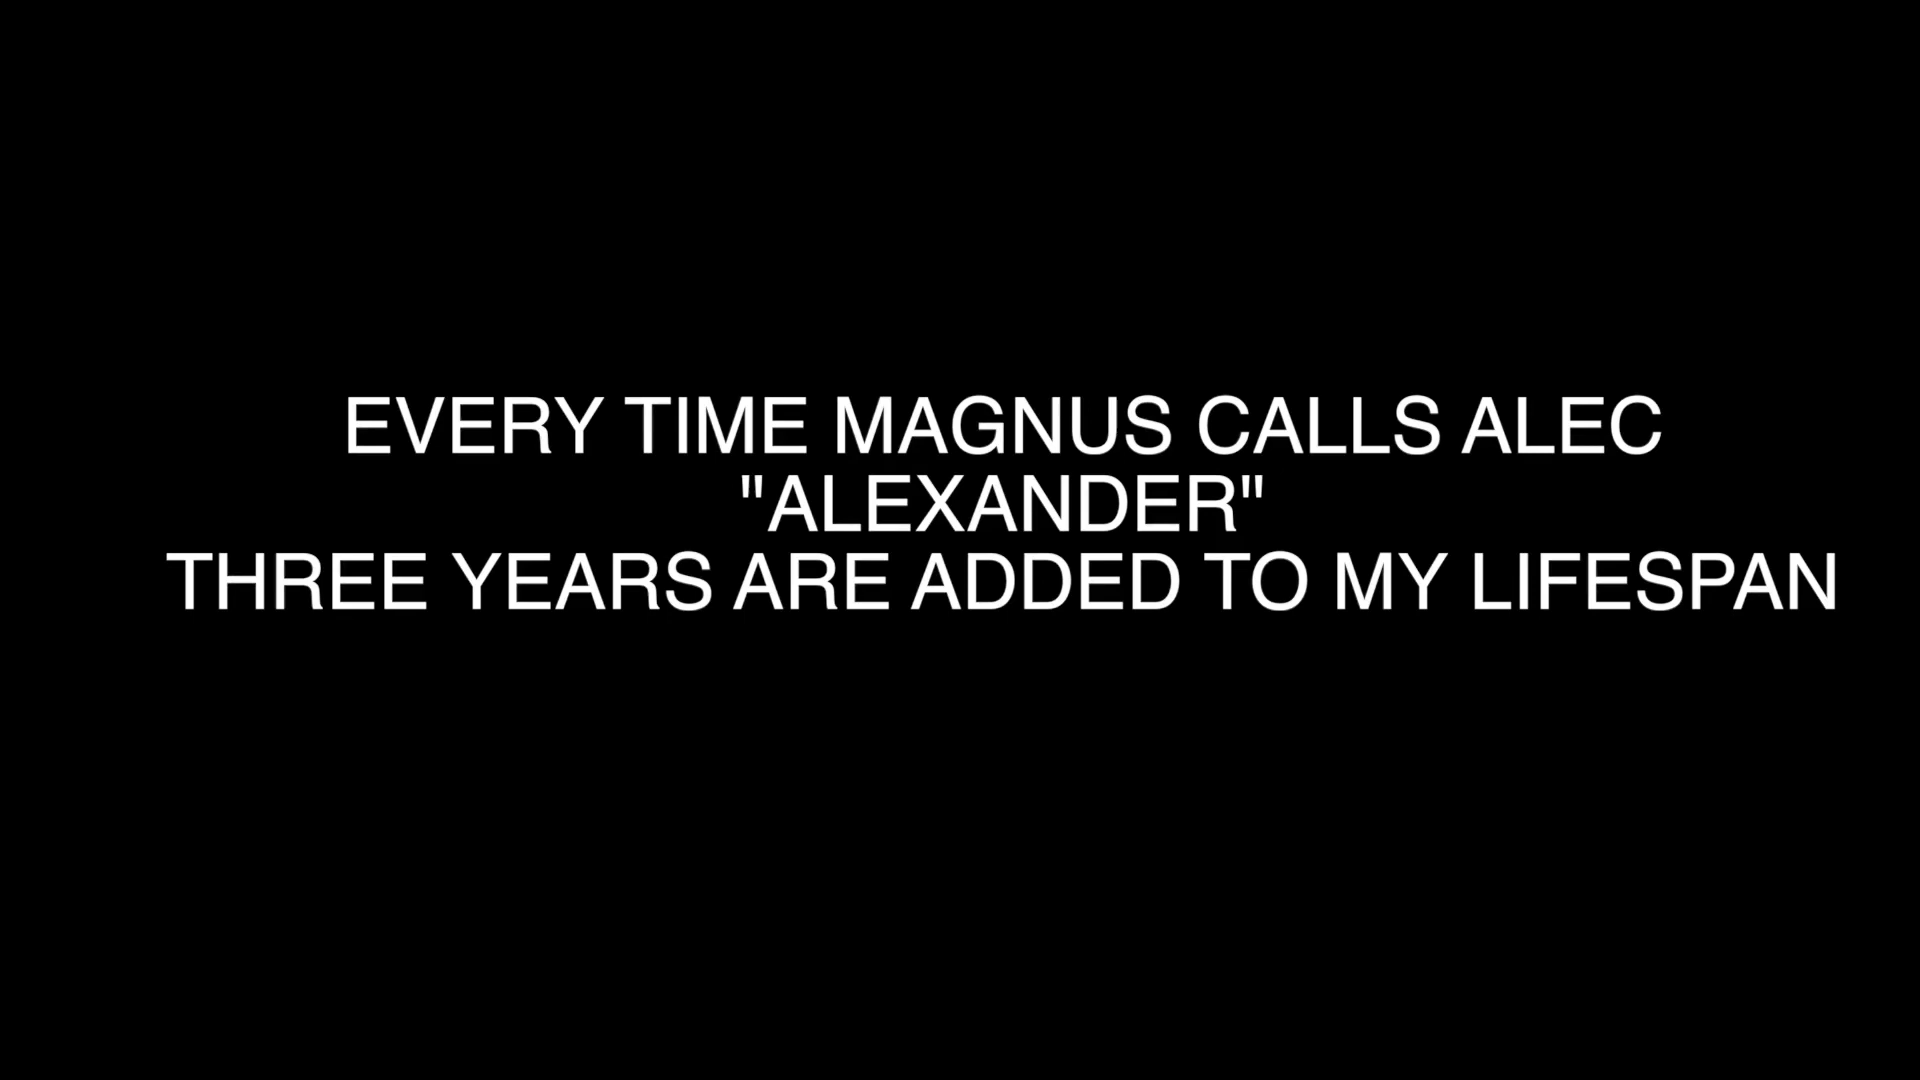 EVERY TIME MAGNUS CALLS ALEC
"ALEXANDER"
THREE YEARS ARE ADDED TO MY LIFESPAN